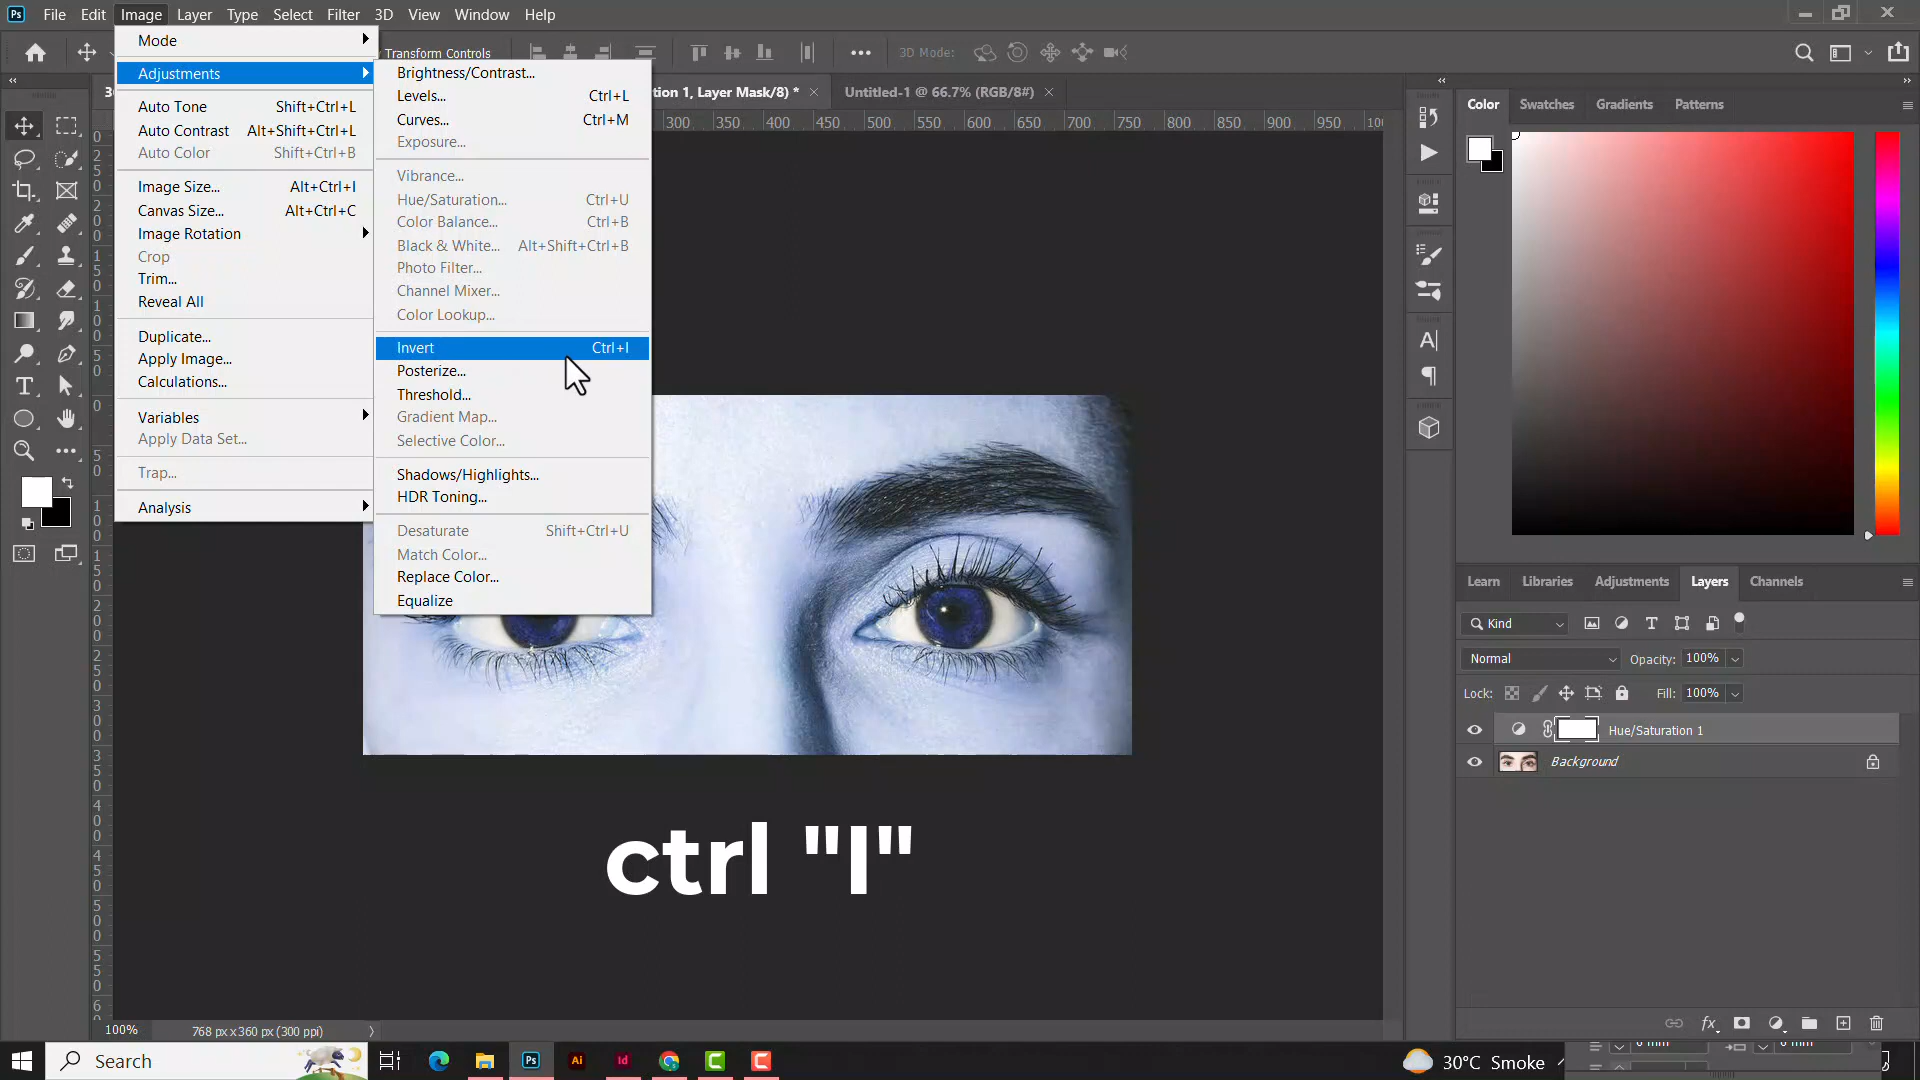 Ps File Edit Image Layer Type Select Filter 3D View Window Help
Transform Controls
3D Mode:
tion 1, Layer Mask/8) * ×
Untitled-1 @ 66.7% (RGB/8#) ×
300 350 400 450 500 550 600 650 700 750 800 850 900 950
Mode
Adjustments
Auto Tone Shift+Ctrl+L
Auto Contrast Alt+Shift+Ctrl+L
Auto Color Shift+Ctrl+B
Image Size... Alt+Ctrl+I
Canvas Size... Alt+Ctrl+C
Image Rotation
Crop
Trim...
Reveal All
Duplicate...
Apply Image...
Calculations...
Variables
Apply Data Set...
Trap...
Analysis
Brightness/Contrast...
Levels... Ctrl+L
Curves... Ctrl+M
Exposure...
Vibrance...
Hue/Saturation... Ctrl+U
Color Balance... Ctrl+B
Black & White... Alt+Shift+Ctrl+B
Photo Filter...
Channel Mixer...
Color Lookup...
Invert Ctrl+I
Posterize...
Threshold...
Gradient Map...
Selective Color...
Shadows/Highlights...
HDR Toning...
Desaturate Shift+Ctrl+U
Match Color...
Replace Color...
Equalize
ctrl "I"
Color Swatches Gradients Patterns
Learn Libraries Adjustments Layers Channels
Kind
Normal Opacity: 100%
Lock: Fill: 100%
Hue/Saturation 1
Background
100% 768 px x 360 px (300 ppi)
Search
Ps Ai Id
30°C Smoke